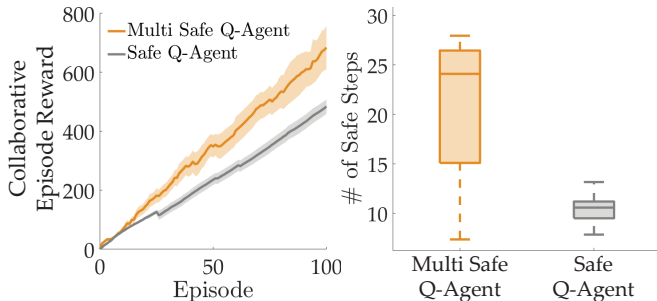 800
600
400
200
0
0
50
100
Collaborative
Episode Reward
Episode
Multi Safe Q-Agent
Safe Q-Agent
30
25
20
15
10
# of Safe Steps
Multi Safe
Q-Agent
Safe
Q-Agent